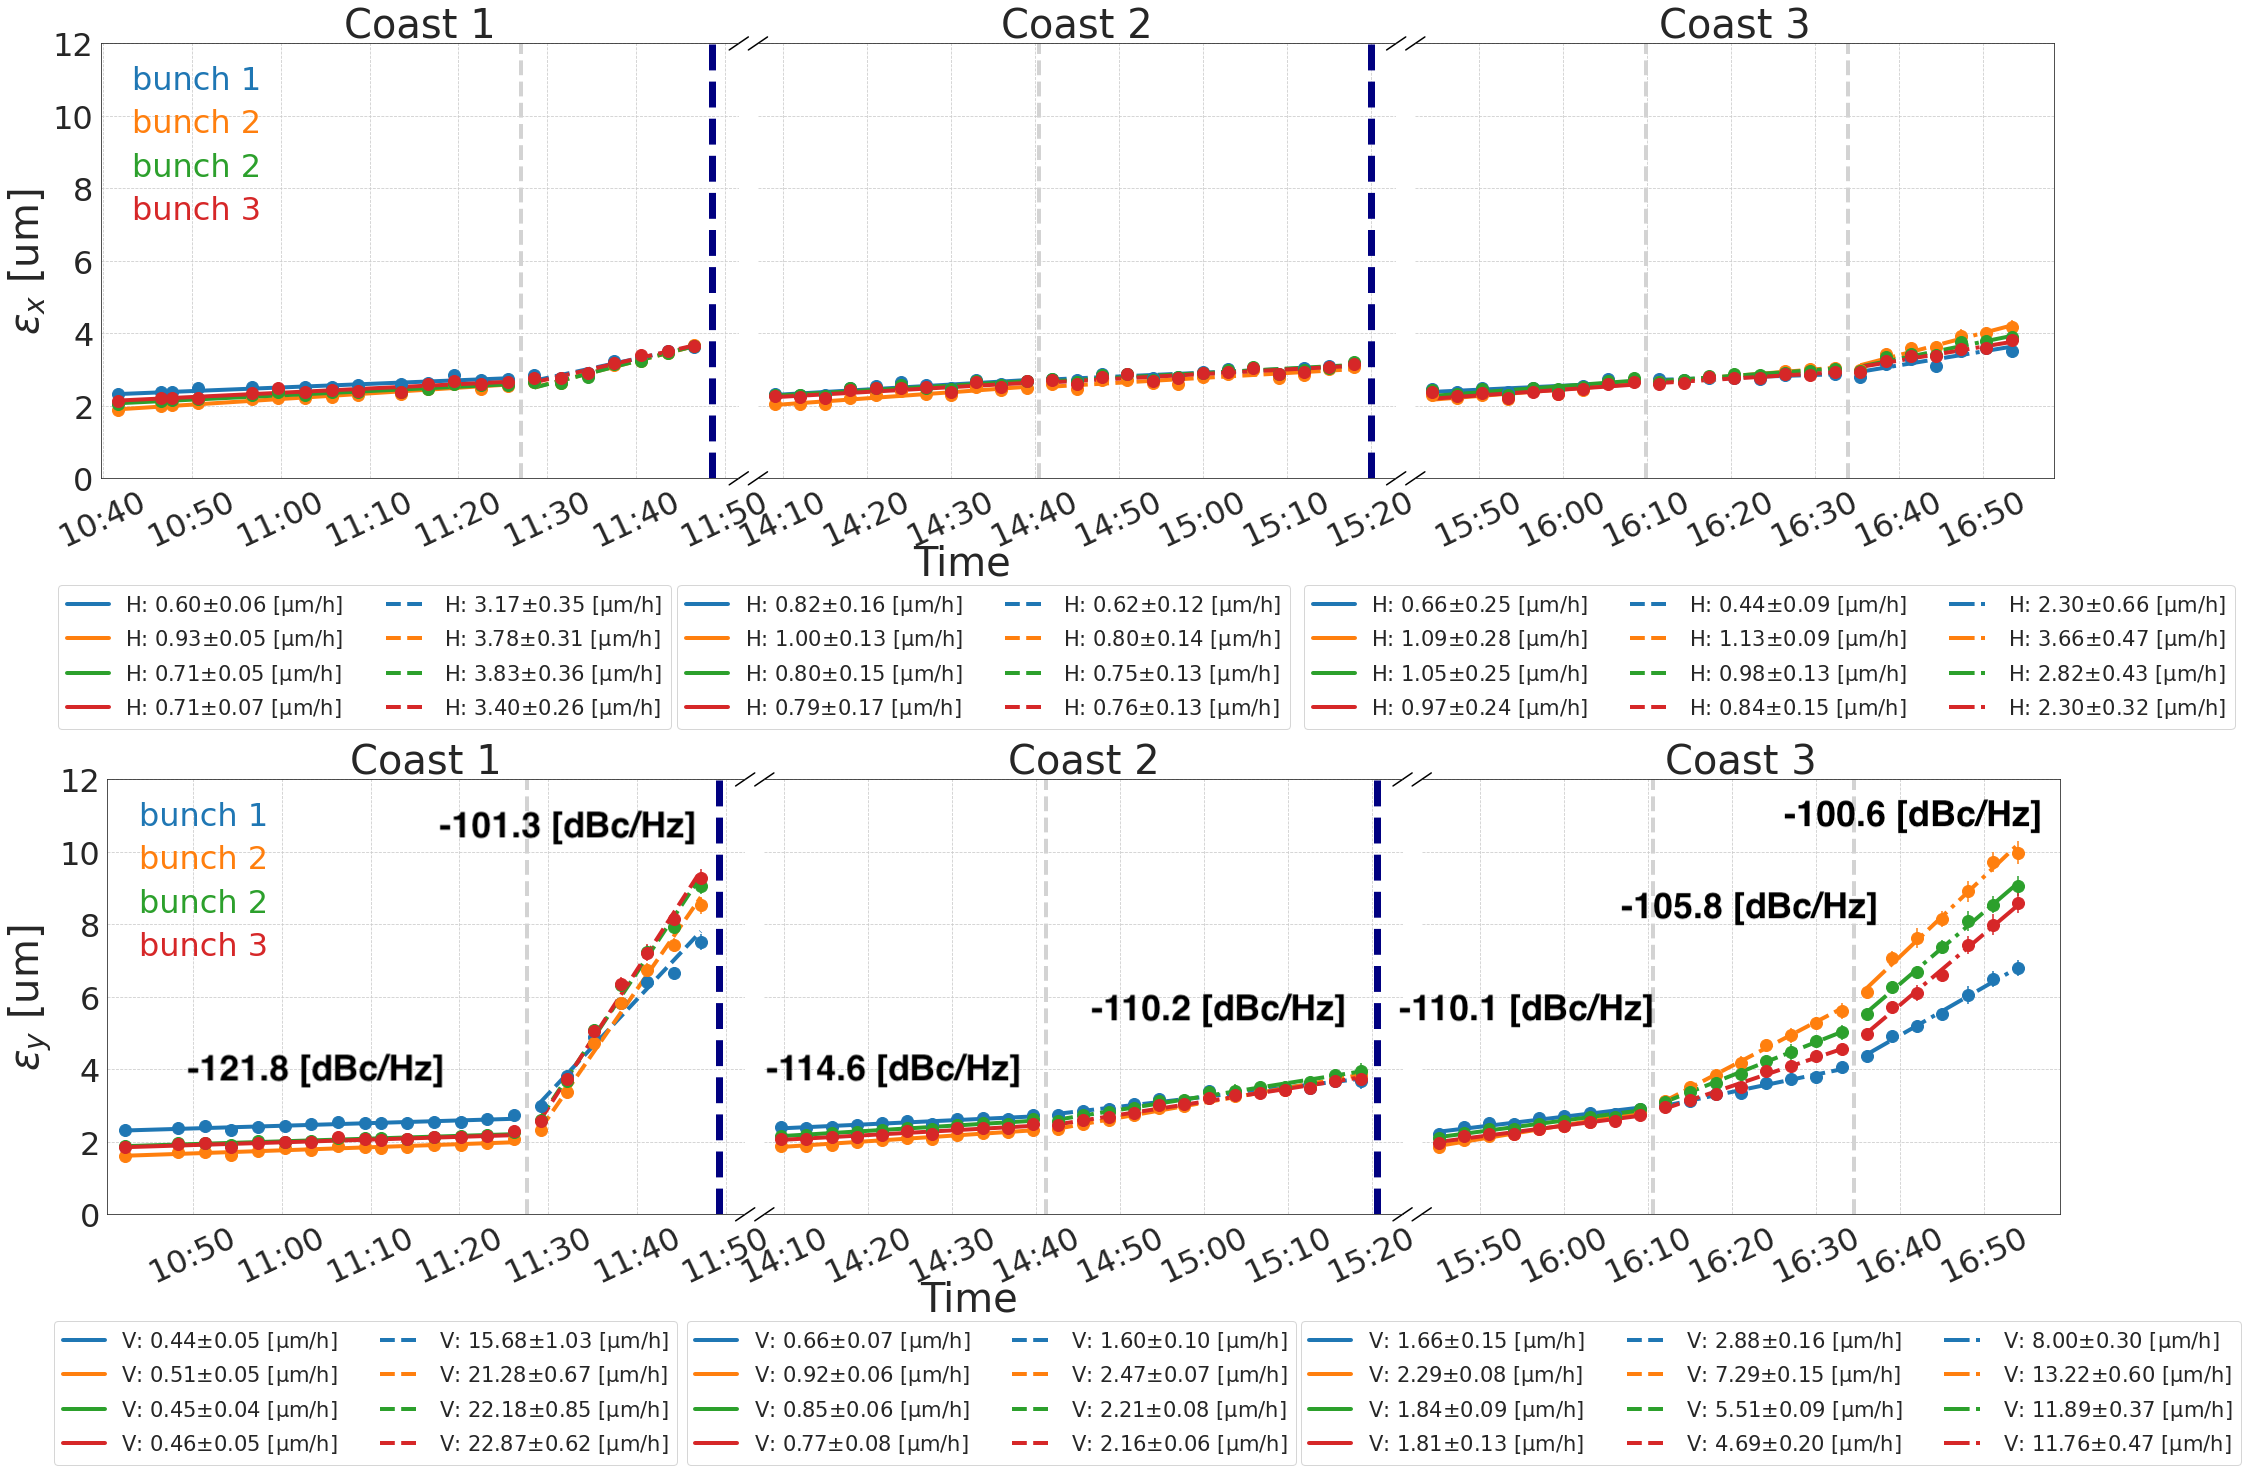 Coast 1
Coast 2
Coast 3
12
10
8
6
4
2
0
εx [um]
bunch 1
bunch 2
bunch 2
bunch 3
10:40 10:50 11:00 11:10 11:20 11:30 11:40 11:50
14:10 14:20 14:30 14:40 14:50 15:00 15:10 15:20
15:50 16:00 16:10 16:20 16:30 16:40 16:50
Time
H: 0.60±0.06 [μm/h] H: 3.17±0.35 [μm/h]
H: 0.93±0.05 [μm/h] H: 3.78±0.31 [μm/h]
H: 0.71±0.05 [μm/h] H: 3.83±0.36 [μm/h]
H: 0.71±0.07 [μm/h] H: 3.40±0.26 [μm/h]
H: 0.82±0.16 [μm/h] H: 0.62±0.12 [μm/h]
H: 1.00±0.13 [μm/h] H: 0.80±0.14 [μm/h]
H: 0.80±0.15 [μm/h] H: 0.75±0.13 [μm/h]
H: 0.79±0.17 [μm/h] H: 0.76±0.13 [μm/h]
H: 0.66±0.25 [μm/h] H: 0.44±0.09 [μm/h] H: 2.30±0.66 [μm/h]
H: 1.09±0.28 [μm/h] H: 1.13±0.09 [μm/h] H: 3.66±0.47 [μm/h]
H: 1.05±0.25 [μm/h] H: 0.98±0.13 [μm/h] H: 2.82±0.43 [μm/h]
H: 0.97±0.24 [μm/h] H: 0.84±0.15 [μm/h] H: 2.30±0.32 [μm/h]
Coast 1
Coast 2
Coast 3
12
10
8
6
4
2
0
εy [um]
bunch 1
bunch 2
bunch 2
bunch 3
-121.8 [dBc/Hz]
-101.3 [dBc/Hz]
-114.6 [dBc/Hz]
-110.2 [dBc/Hz]
-110.1 [dBc/Hz]
-105.8 [dBc/Hz]
-100.6 [dBc/Hz]
10:50 11:00 11:10 11:20 11:30 11:40 11:50
14:10 14:20 14:30 14:40 14:50 15:00 15:10 15:20
15:50 16:00 16:10 16:20 16:30 16:40 16:50
Time
V: 0.44±0.05 [μm/h] V: 15.68±1.03 [μm/h]
V: 0.51±0.05 [μm/h] V: 21.28±0.67 [μm/h]
V: 0.45±0.04 [μm/h] V: 22.18±0.85 [μm/h]
V: 0.46±0.05 [μm/h] V: 22.87±0.62 [μm/h]
V: 0.66±0.07 [μm/h] V: 1.60±0.10 [μm/h]
V: 0.92±0.06 [μm/h] V: 2.47±0.07 [μm/h]
V: 0.85±0.06 [μm/h] V: 2.21±0.08 [μm/h]
V: 0.77±0.08 [μm/h] V: 2.16±0.06 [μm/h]
V: 1.66±0.15 [μm/h] V: 2.88±0.16 [μm/h] V: 8.00±0.30 [μm/h]
V: 2.29±0.08 [μm/h] V: 7.29±0.15 [μm/h] V: 13.22±0.60 [μm/h]
V: 1.84±0.09 [μm/h] V: 5.51±0.09 [μm/h] V: 11.89±0.37 [μm/h]
V: 1.81±0.13 [μm/h] V: 4.69±0.20 [μm/h] V: 11.76±0.47 [μm/h]